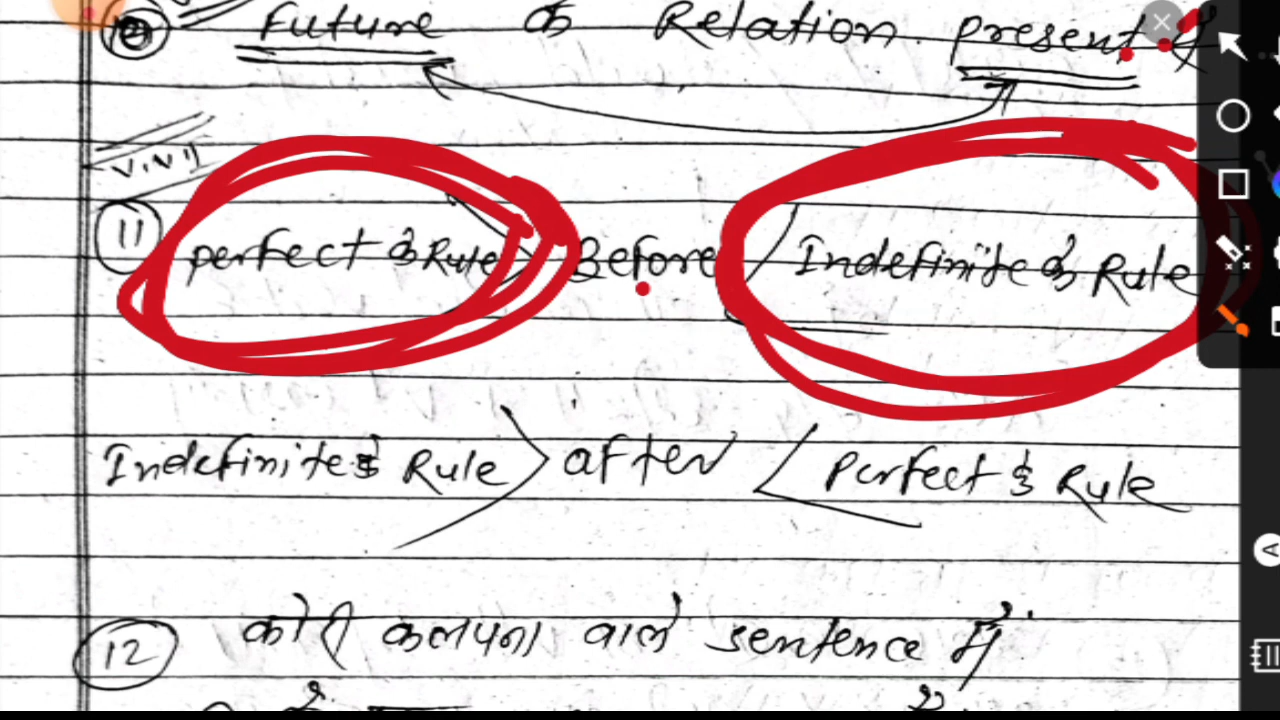 Future का Relation present से
V.V.I
11 perfect के Rule > Before < Indefinite के Rule
Indefinite के Rule > after < Perfect के Rule
12 कोरी कल्पना वाले sentence में